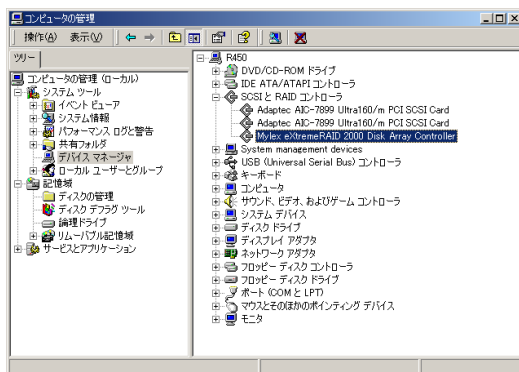 コンピュータの管理
操作(A) 表示(V)
ツリー
コンピュータの管理 (ローカル)
システム ツール
イベント ビューア
システム情報
パフォーマンス ログと警告
共有フォルダ
デバイス マネージャ
ローカル ユーザーとグループ
記憶域
ディスクの管理
ディスク デフラグ ツール
論理ドライブ
リムーバブル記憶域
サービスとアプリケーション
R450
DVD/CD-ROM ドライブ
IDE ATA/ATAPI コントローラ
SCSI と RAID コントローラ
Adaptec AIC-7899 Ultra160/m PCI SCSI Card
Adaptec AIC-7899 Ultra160/m PCI SCSI Card
Mylex eXtremeRAID 2000 Disk Array Controller
System management devices
USB (Universal Serial Bus) コントローラ
キーボード
コンピュータ
サウンド、ビデオ、およびゲーム コントローラ
システム デバイス
ディスク ドライブ
ディスプレイ アダプタ
ネットワーク アダプタ
フロッピー ディスク コントローラ
フロッピー ディスク ドライブ
ポート (COM と LPT)
マウスとそのほかのポインティング デバイス
モニタ